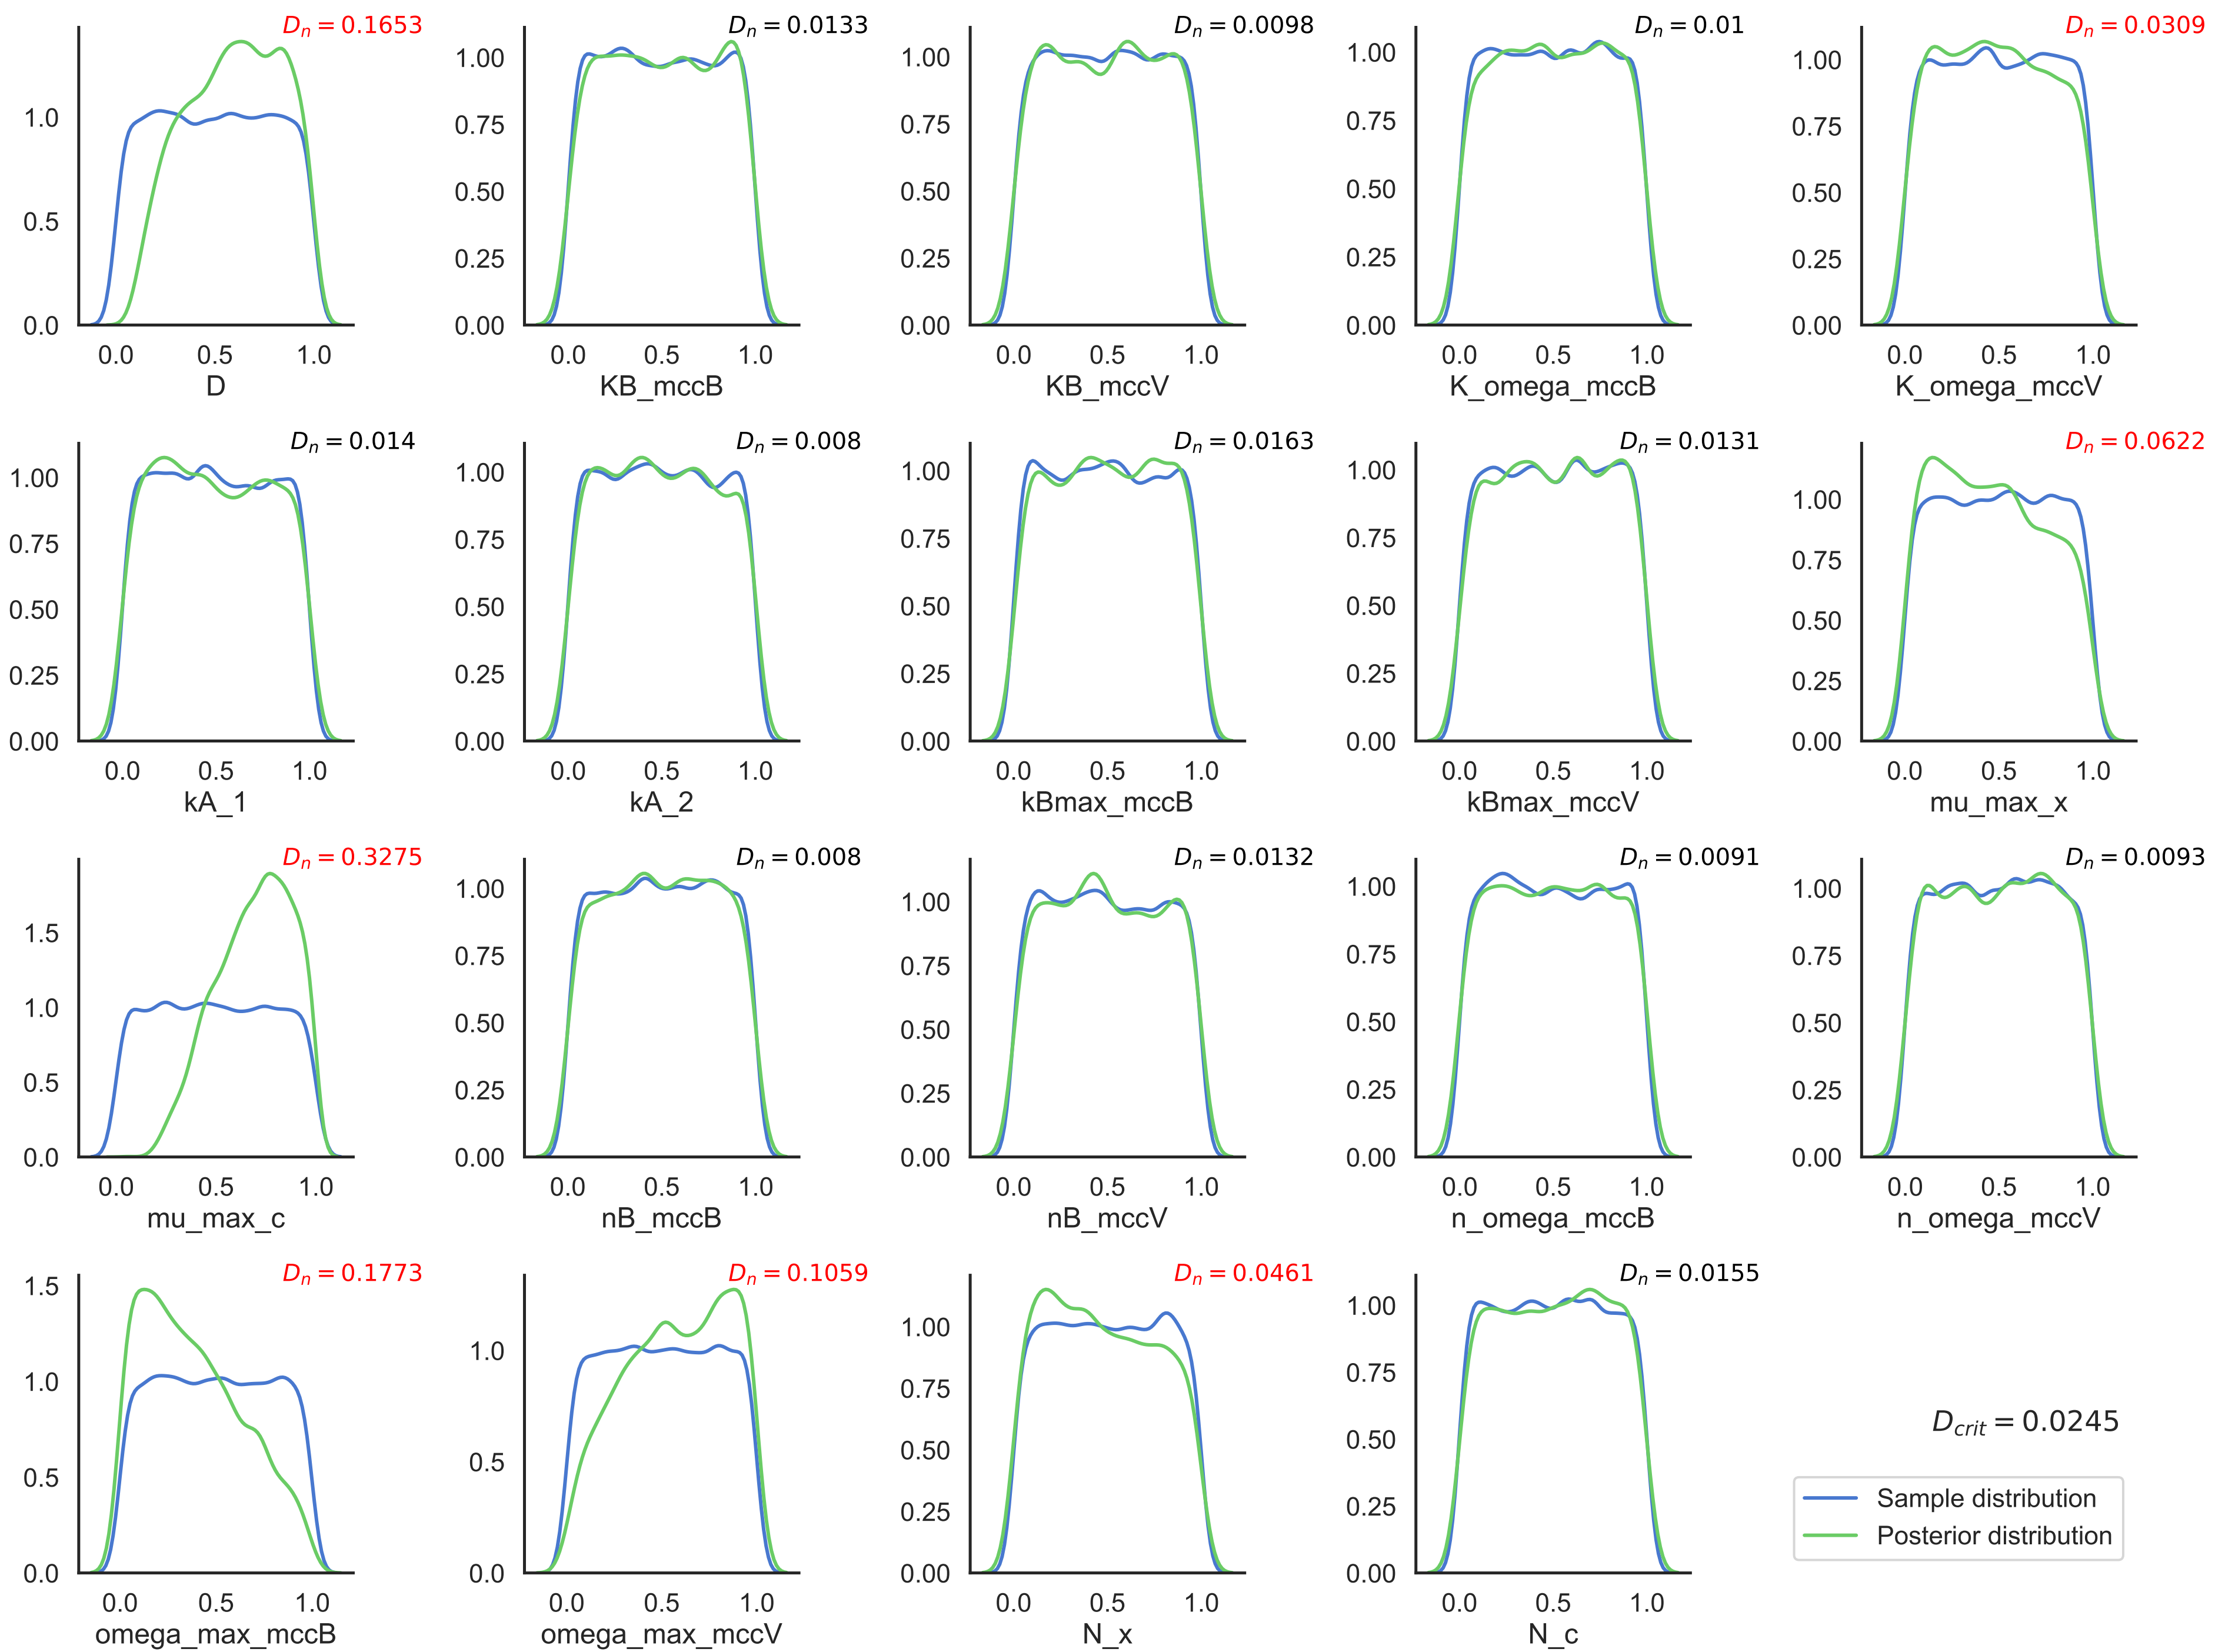 D_n = 0.1653
D_n = 0.0133
D_n = 0.0098
D_n = 0.01
D_n = 0.0309
1.0
0.5
0.0
1.00
0.75
0.50
0.25
0.00
1.00
0.75
0.50
0.25
0.00
1.00
0.75
0.50
0.25
0.00
1.00
0.75
0.50
0.25
0.00
0.0 0.5 1.0
0.0 0.5 1.0
0.0 0.5 1.0
0.0 0.5 1.0
0.0 0.5 1.0
D
KB_mccB
KB_mccV
K_omega_mccB
K_omega_mccV
D_n = 0.014
D_n = 0.008
D_n = 0.0163
D_n = 0.0131
D_n = 0.0622
1.00
0.75
0.50
0.25
0.00
1.00
0.75
0.50
0.25
0.00
1.00
0.75
0.50
0.25
0.00
1.00
0.75
0.50
0.25
0.00
1.00
0.75
0.50
0.25
0.00
0.0 0.5 1.0
0.0 0.5 1.0
0.0 0.5 1.0
0.0 0.5 1.0
0.0 0.5 1.0
kA_1
kA_2
kBmax_mccB
kBmax_mccV
mu_max_x
D_n = 0.3275
D_n = 0.008
D_n = 0.0132
D_n = 0.0091
D_n = 0.0093
1.5
1.0
0.5
0.0
1.00
0.75
0.50
0.25
0.00
1.00
0.75
0.50
0.25
0.00
1.00
0.75
0.50
0.25
0.00
1.00
0.75
0.50
0.25
0.00
0.0 0.5 1.0
0.0 0.5 1.0
0.0 0.5 1.0
0.0 0.5 1.0
0.0 0.5 1.0
mu_max_c
nB_mccB
nB_mccV
n_omega_mccB
n_omega_mccV
D_n = 0.1773
D_n = 0.1059
D_n = 0.0461
D_n = 0.0155
1.5
1.0
0.5
0.0
1.0
0.5
0.0
1.00
0.75
0.50
0.25
0.00
1.00
0.75
0.50
0.25
0.00
0.0 0.5 1.0
0.0 0.5 1.0
0.0 0.5 1.0
0.0 0.5 1.0
omega_max_mccB
omega_max_mccV
N_x
N_c
D_crit = 0.0245
Sample distribution
Posterior distribution